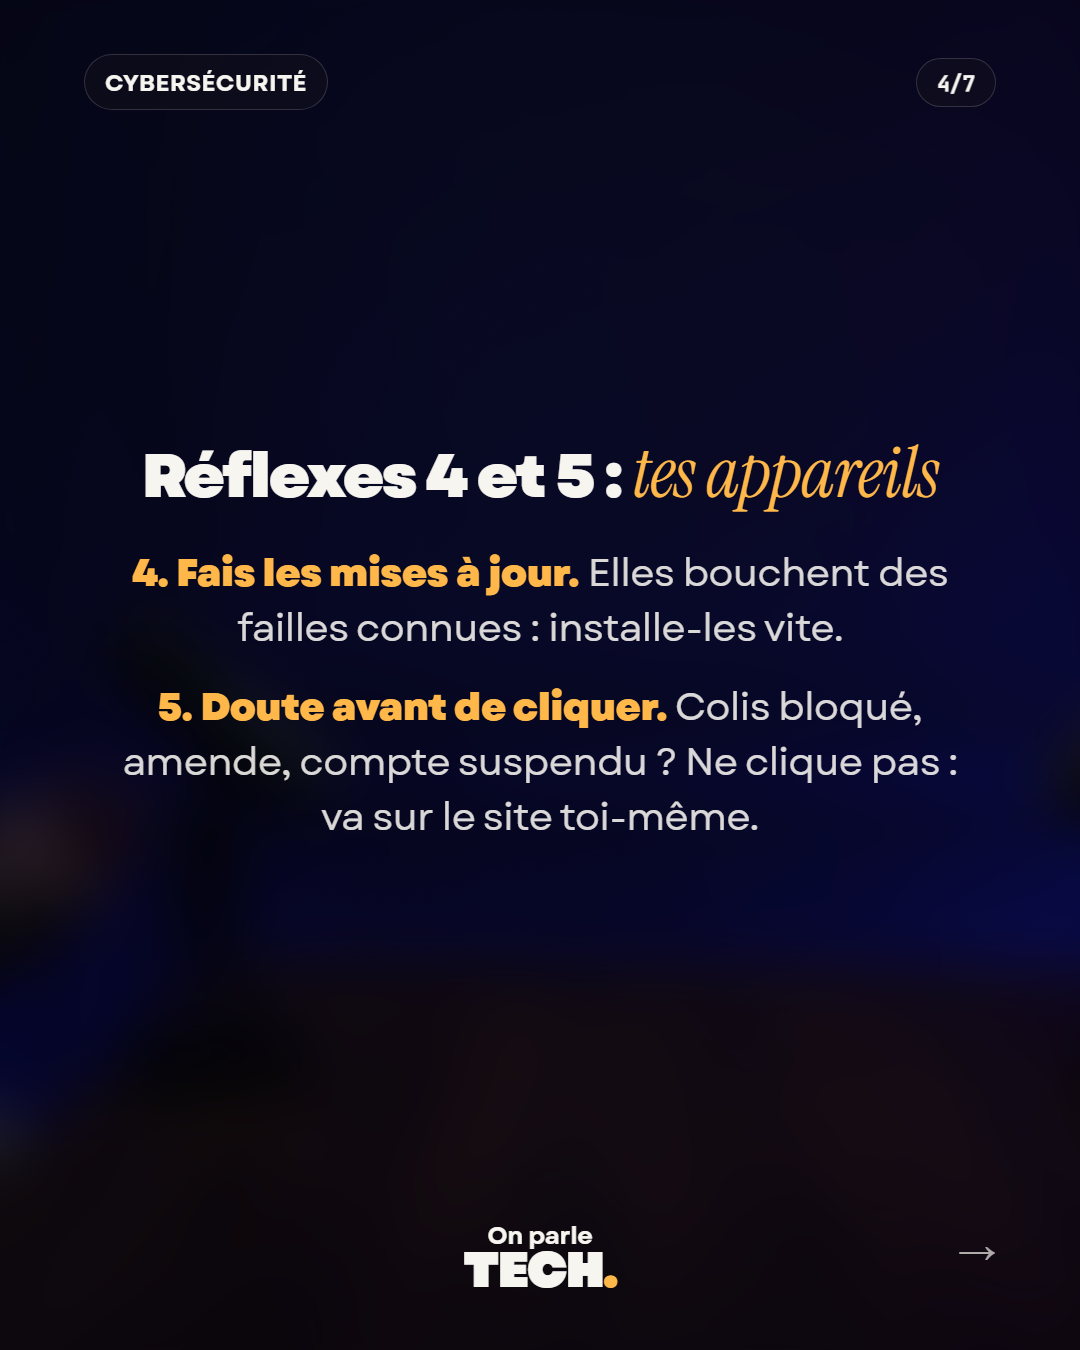 CYBERSÉCURITÉ
4/7
Réflexes 4 et 5 : tes appareils
4. Fais les mises à jour. Elles bouchent des
failles connues : installe-les vite.
5. Doute avant de cliquer. Colis bloqué,
amende, compte suspendu ? Ne clique pas :
va sur le site toi-même.
On parle
TECH.
→